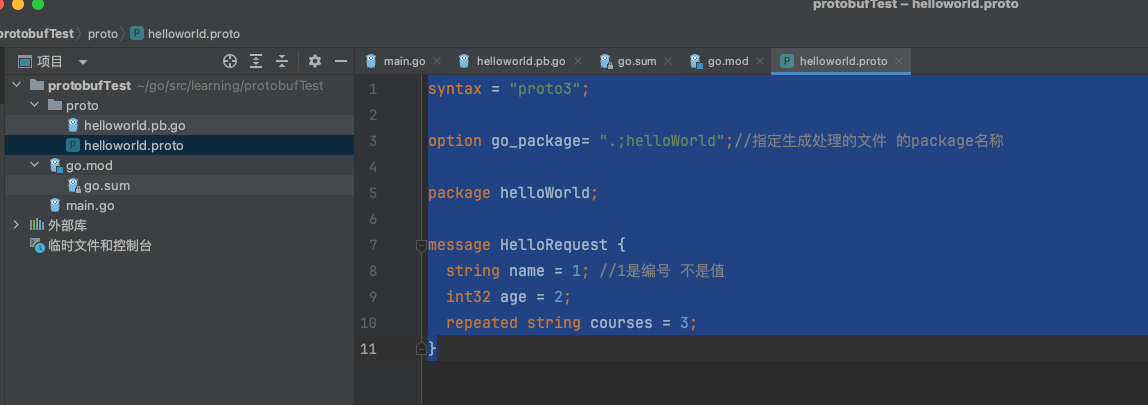 protobufTest – helloworld.proto
protobufTest proto helloworld.proto
项目
main.go helloworld.pb.go go.sum go.mod helloworld.proto
protobufTest ~/go/src/learning/protobufTest
proto
helloworld.pb.go
helloworld.proto
go.mod
go.sum
main.go
外部库
临时文件和控制台
1 syntax = "proto3";
2
3 option go_package= ".;helloWorld";//指定生成处理的文件 的package名称
4
5 package helloWorld;
6
7 message HelloRequest {
8 string name = 1; //1是编号 不是值
9 int32 age = 2;
10 repeated string courses = 3;
11 }